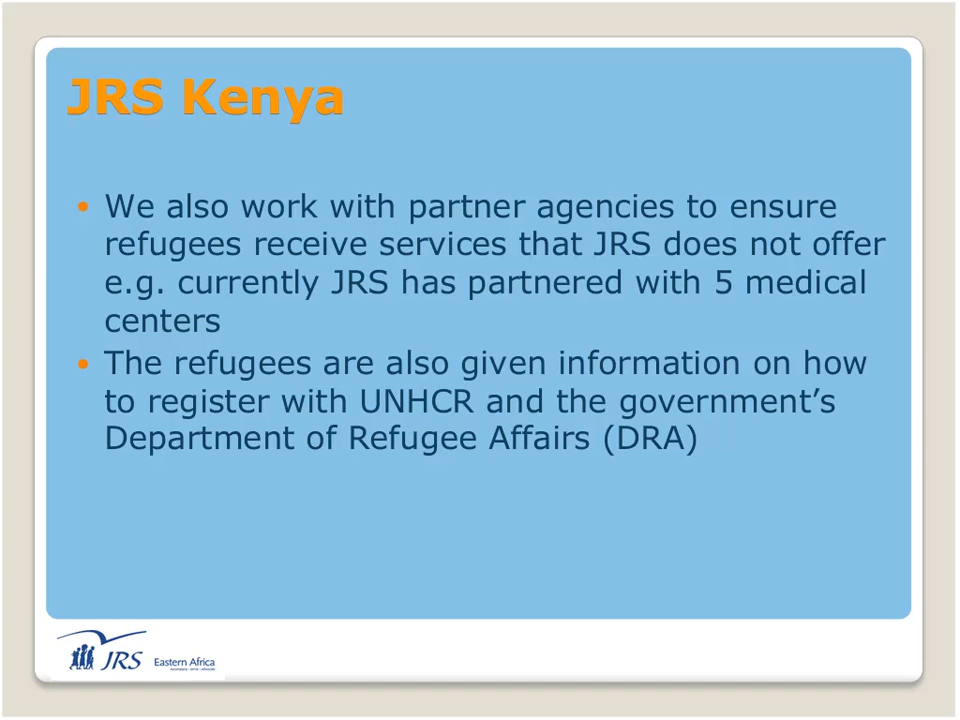 JRS Kenya
• We also work with partner agencies to ensure
refugees receive services that JRS does not offer
e.g. currently JRS has partnered with 5 medical
centers
• The refugees are also given information on how
to register with UNHCR and the government’s
Department of Refugee Affairs (DRA)
JRS Eastern Africa